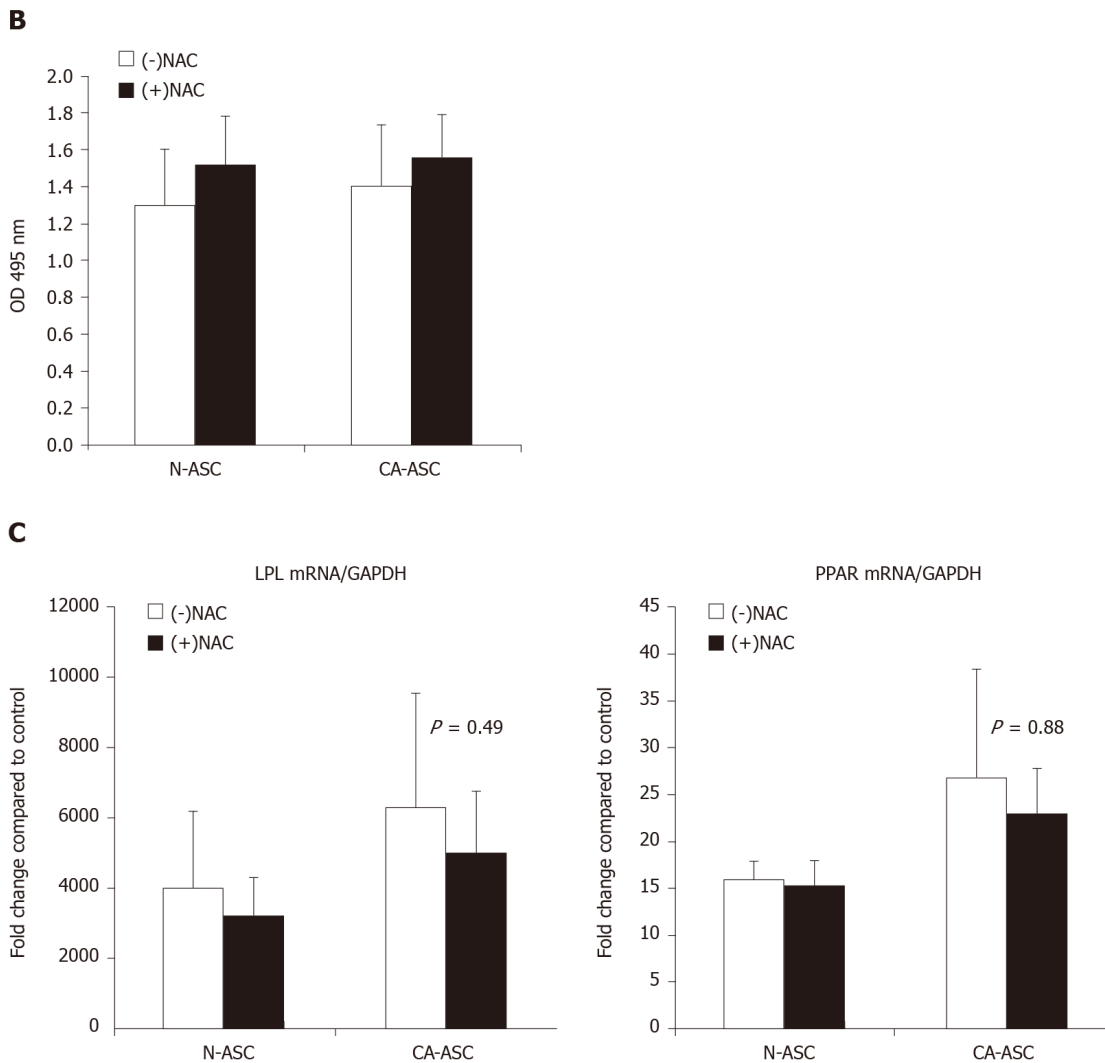 B
(-)NAC
(+)NAC
2.0
1.8
1.6
1.4
1.2
1.0
0.8
0.6
0.4
0.2
0.0
OD 495 nm
N-ASC CA-ASC
C
LPL mRNA/GAPDH
(-)NAC
(+)NAC
12000
10000
8000
6000
4000
2000
0
Fold change compared to control
P = 0.49
N-ASC CA-ASC
PPAR mRNA/GAPDH
(-)NAC
(+)NAC
45
40
35
30
25
20
15
10
5
0
Fold change compared to control
P = 0.88
N-ASC CA-ASC